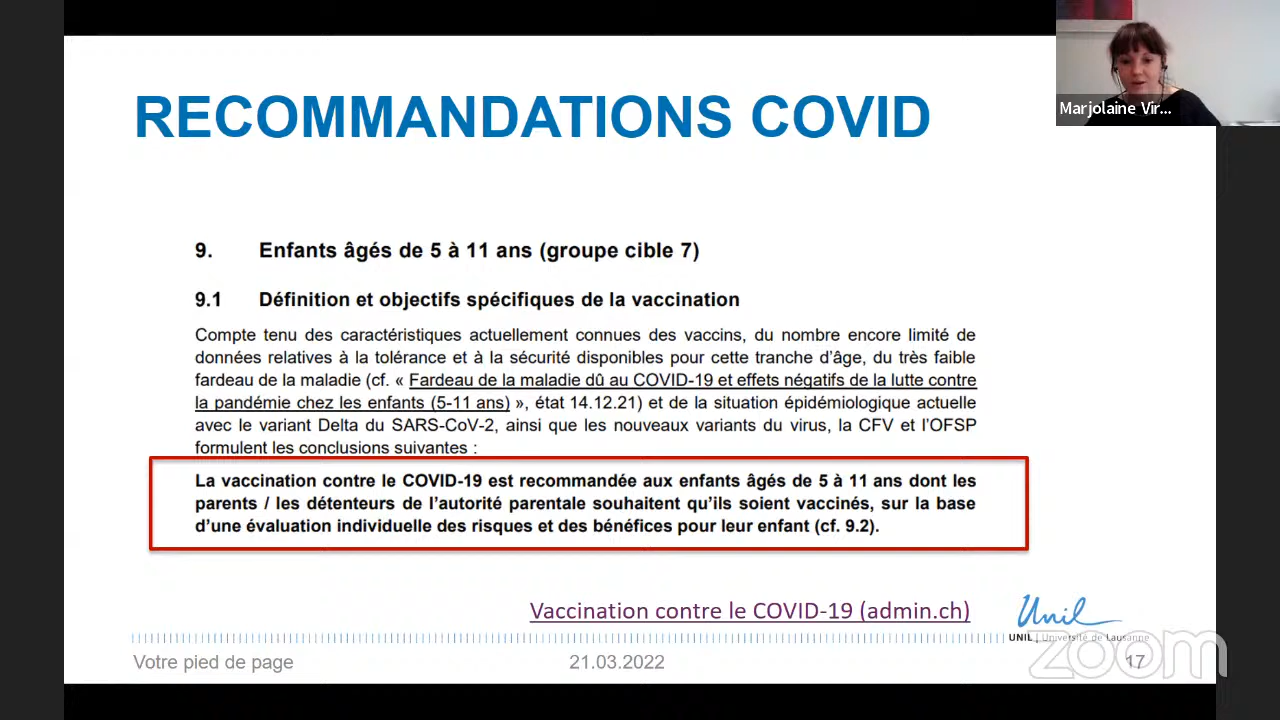 RECOMMANDATIONS COVID
Marjolaine Vir...
9. Enfants âgés de 5 à 11 ans (groupe cible 7)
9.1 Définition et objectifs spécifiques de la vaccination
Compte tenu des caractéristiques actuellement connues des vaccins, du nombre encore limité de
données relatives à la tolérance et à la sécurité disponibles pour cette tranche d'âge, du très faible
fardeau de la maladie (cf. « Fardeau de la maladie dû au COVID-19 et effets négatifs de la lutte contre
la pandémie chez les enfants (5-11 ans) », état 14.12.21) et de la situation épidémiologique actuelle
avec le variant Delta du SARS-CoV-2, ainsi que les nouveaux variants du virus, la CFV et l'OFSP
formulent les conclusions suivantes :
La vaccination contre le COVID-19 est recommandée aux enfants âgés de 5 à 11 ans dont les
parents / les détenteurs de l'autorité parentale souhaitent qu'ils soient vaccinés, sur la base
d'une évaluation individuelle des risques et des bénéfices pour leur enfant (cf. 9.2).
Vaccination contre le COVID-19 (admin.ch)
Unil
UNIL | Université de Lausanne
Votre pied de page
21.03.2022
17
zoom